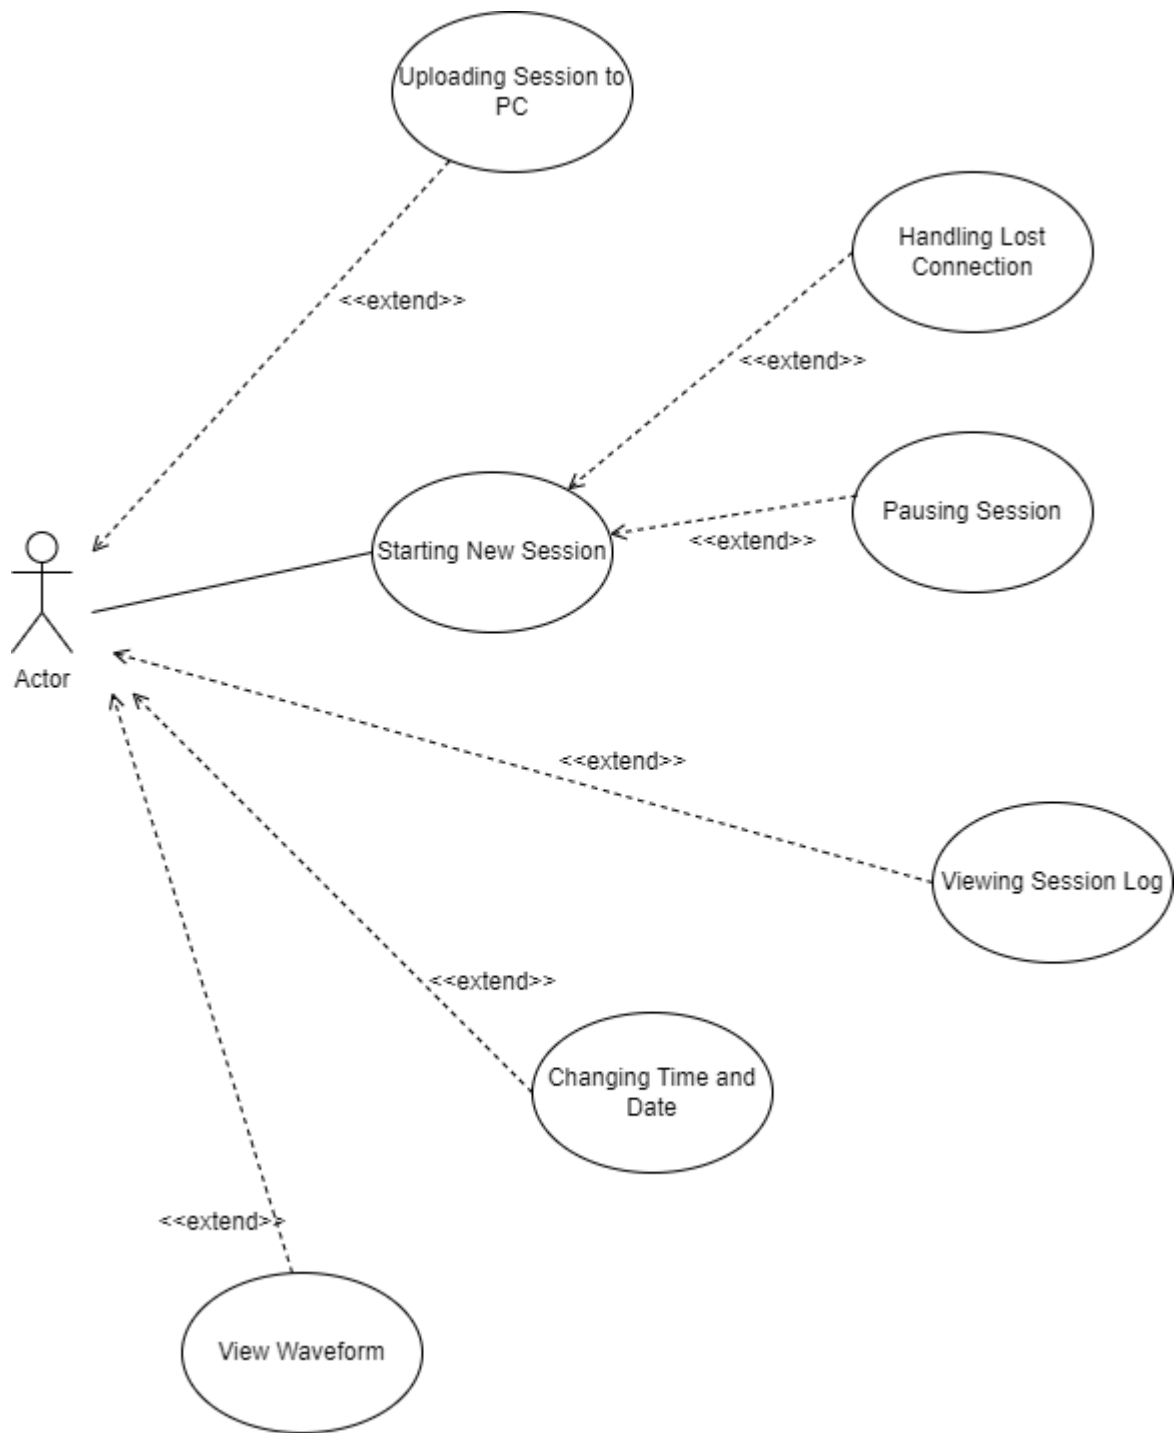 Uploading Session to
PC
Handling Lost
Connection
<<extend>>
<<extend>>
Pausing Session
<<extend>>
Starting New Session
Actor
<<extend>>
Viewing Session Log
<<extend>>
Changing Time and
Date
<<extend>>
View Waveform